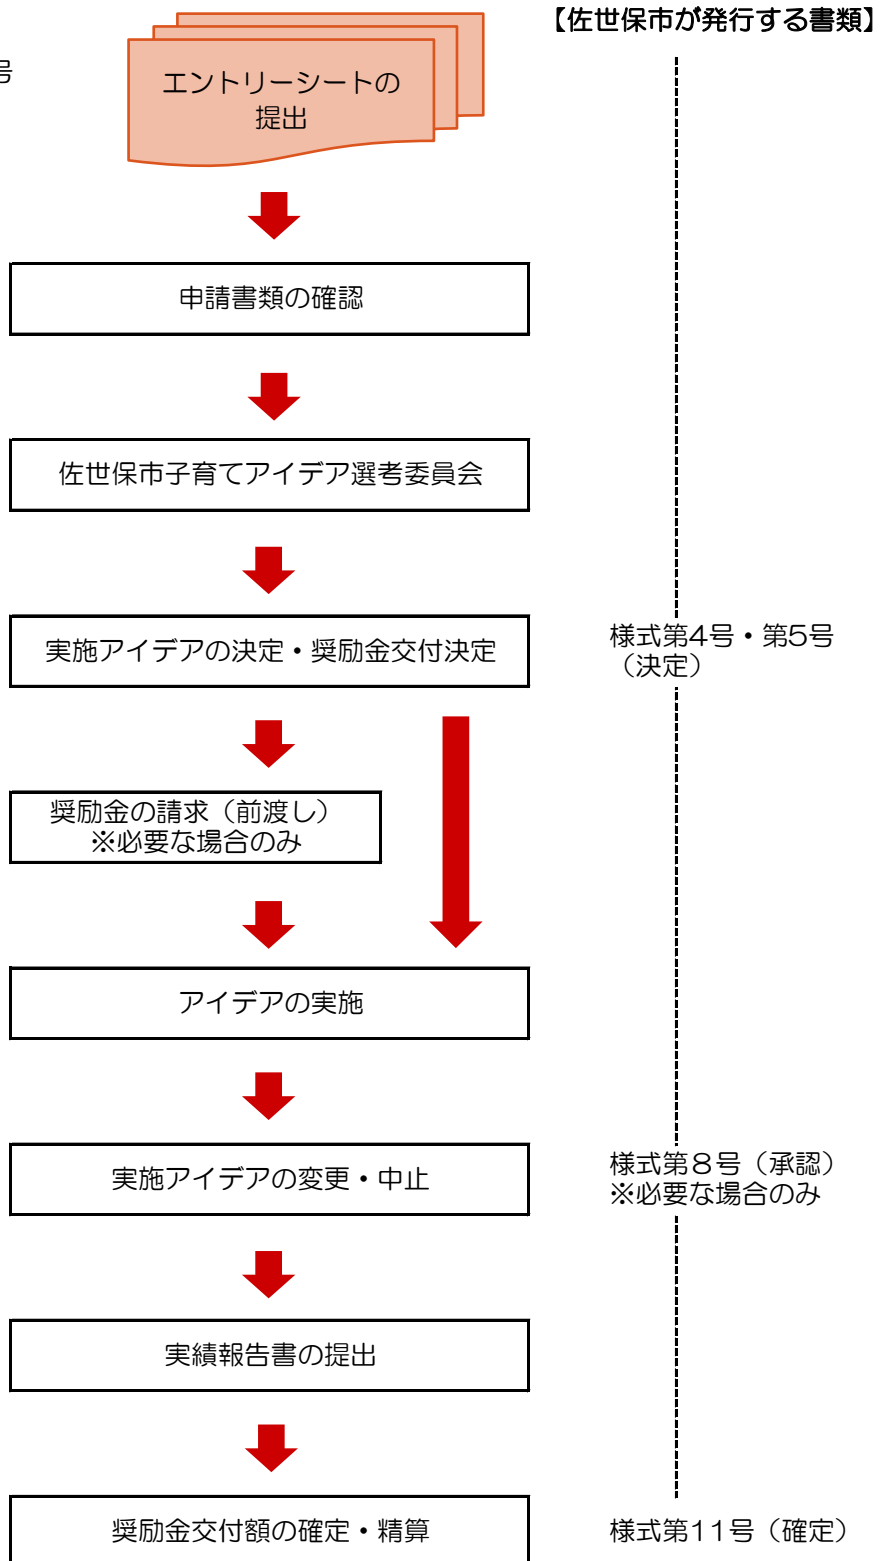 【佐世保市が発行する書類】
号
エントリーシートの
提出
申請書類の確認
佐世保市子育てアイデア選考委員会
実施アイデアの決定・奨励金交付決定
様式第4号・第5号
（決定）
奨励金の請求（前渡し）
※必要な場合のみ
アイデアの実施
実施アイデアの変更・中止
様式第８号（承認）
※必要な場合のみ
実績報告書の提出
奨励金交付額の確定・精算
様式第11号（確定）